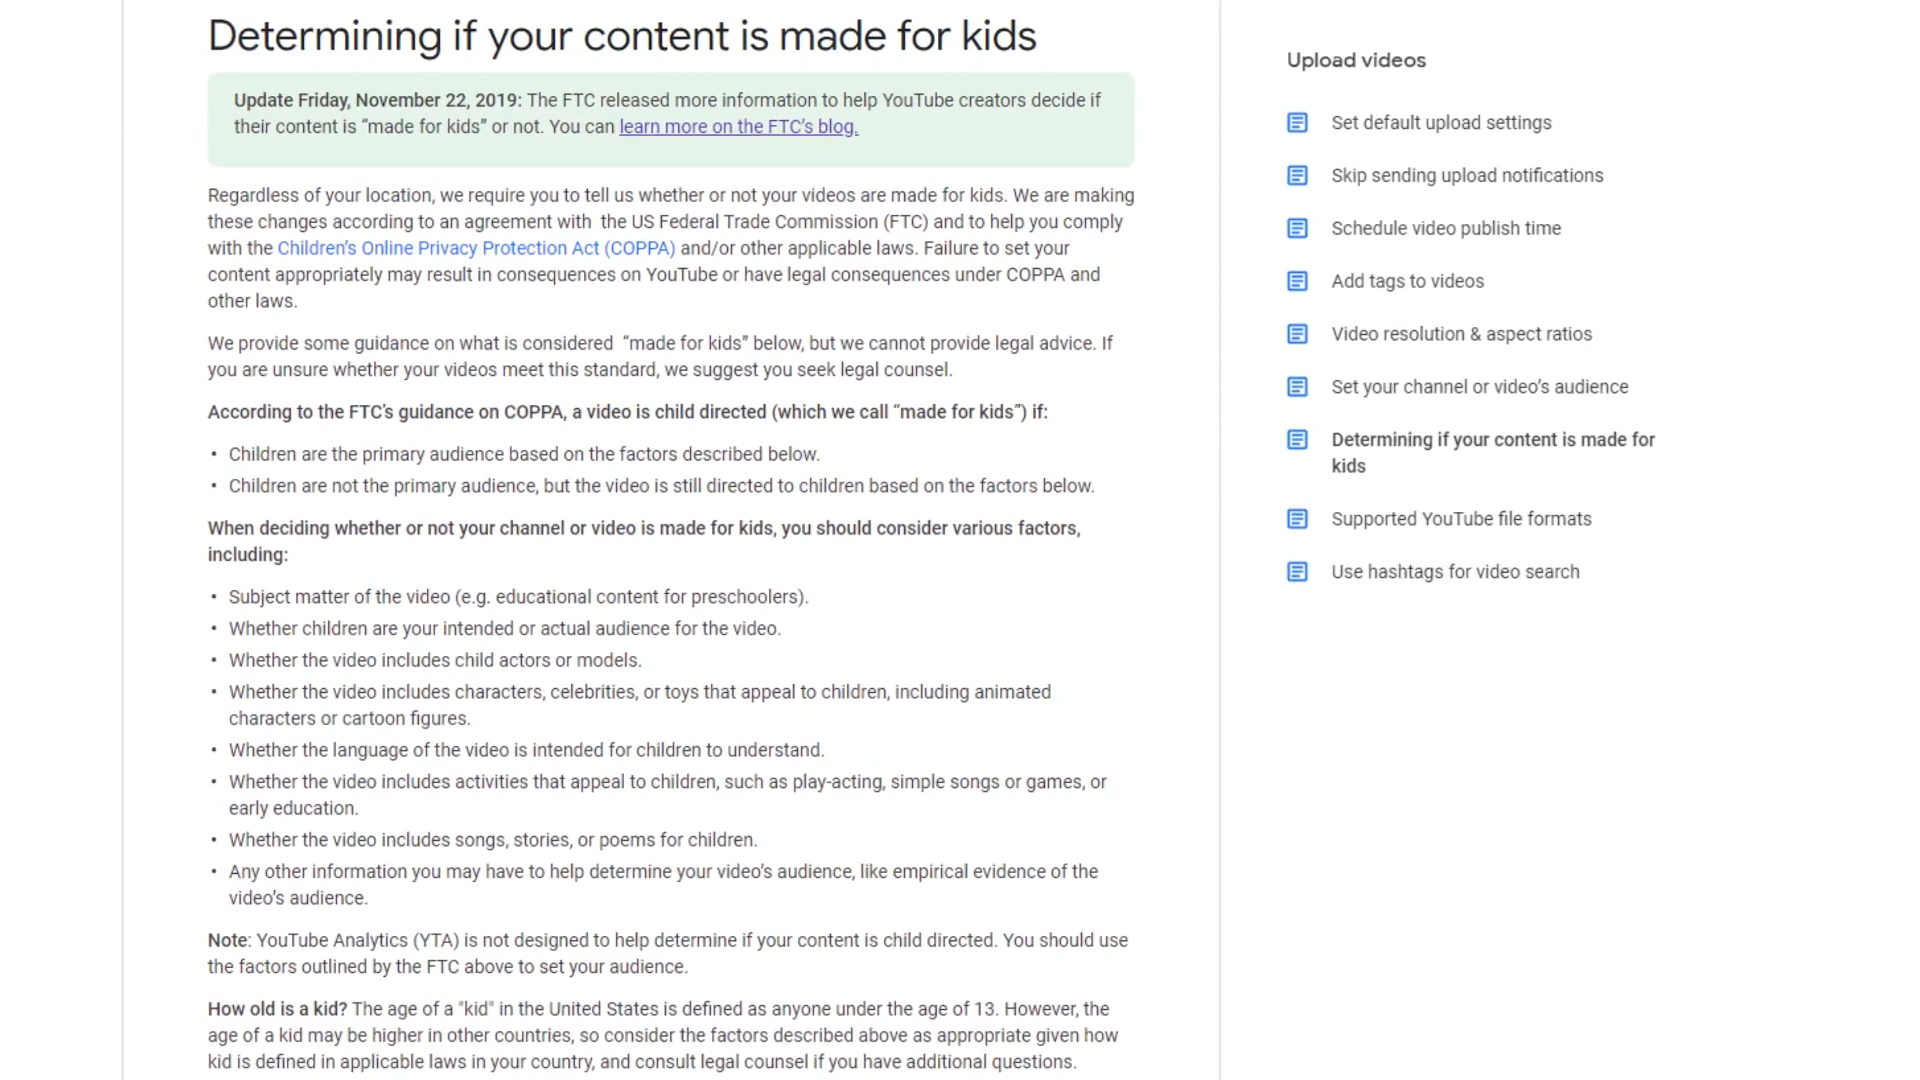 Determining if your content is made for kids
Update Friday, November 22, 2019: The FTC released more information to help YouTube creators decide if
their content is “made for kids” or not. You can learn more on the FTC’s blog.
Regardless of your location, we require you to tell us whether or not your videos are made for kids. We are making
these changes according to an agreement with  the US Federal Trade Commission (FTC) and to help you comply
with the Children’s Online Privacy Protection Act (COPPA) and/or other applicable laws. Failure to set your
content appropriately may result in consequences on YouTube or have legal consequences under COPPA and
other laws.
We provide some guidance on what is considered  “made for kids” below, but we cannot provide legal advice. If
you are unsure whether your videos meet this standard, we suggest you seek legal counsel.
According to the FTC’s guidance on COPPA, a video is child directed (which we call “made for kids”) if:
• Children are the primary audience based on the factors described below.
• Children are not the primary audience, but the video is still directed to children based on the factors below.
When deciding whether or not your channel or video is made for kids, you should consider various factors,
including:
• Subject matter of the video (e.g. educational content for preschoolers).
• Whether children are your intended or actual audience for the video.
• Whether the video includes child actors or models.
• Whether the video includes characters, celebrities, or toys that appeal to children, including animated
characters or cartoon figures.
• Whether the language of the video is intended for children to understand.
• Whether the video includes activities that appeal to children, such as play-acting, simple songs or games, or
early education.
• Whether the video includes songs, stories, or poems for children.
• Any other information you may have to help determine your video’s audience, like empirical evidence of the
video’s audience.
Note: YouTube Analytics (YTA) is not designed to help determine if your content is child directed. You should use
the factors outlined by the FTC above to set your audience.
How old is a kid? The age of a "kid" in the United States is defined as anyone under the age of 13. However, the
age of a kid may be higher in other countries, so consider the factors described above as appropriate given how
kid is defined in applicable laws in your country, and consult legal counsel if you have additional questions.
Upload videos
Set default upload settings
Skip sending upload notifications
Schedule video publish time
Add tags to videos
Video resolution & aspect ratios
Set your channel or video’s audience
Determining if your content is made for
kids
Supported YouTube file formats
Use hashtags for video search